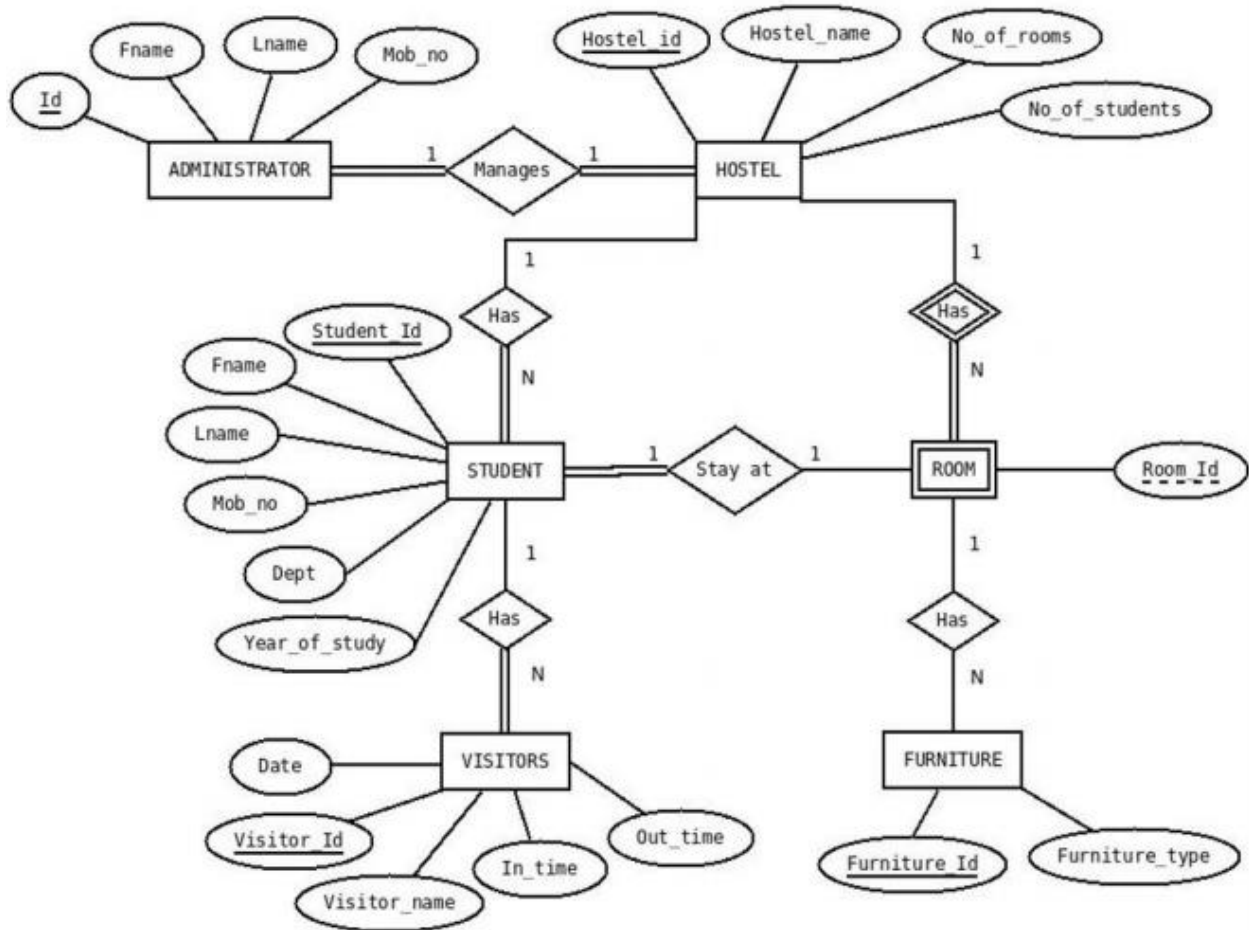 Fname
Lname
Mob_no
Id
ADMINISTRATOR
1
Manages
1
Hostel_id
Hostel_name
No_of_rooms
No_of_students
HOSTEL
1
Has
N
1
Has
N
Student_Id
Fname
Lname
Mob_no
Dept
Year_of_study
STUDENT
1
Stay at
1
ROOM
Room_Id
1
Has
N
1
Has
N
VISITORS
Date
Visitor_Id
Visitor_name
In_time
Out_time
FURNITURE
Furniture_Id
Furniture_type